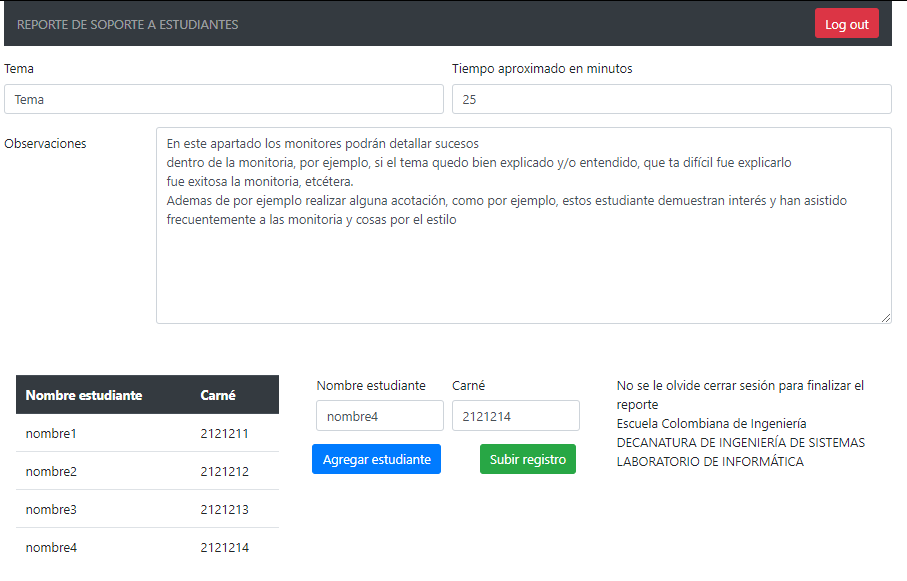 REPORTE DE SOPORTE A ESTUDIANTES
Log out
Tema
Tiempo aproximado en minutos
Tema
25
Observaciones
En este apartado los monitores podrán detallar sucesos
dentro de la monitoria, por ejemplo, si el tema quedo bien explicado y/o entendido, que ta difícil fue explicarlo
fue exitosa la monitoria, etcétera.
Ademas de por ejemplo realizar alguna acotación, como por ejemplo, estos estudiante demuestran interés y han asistido
frecuentemente a las monitoria y cosas por el estilo
Nombre estudiante Carné
nombre1 2121211
nombre2 2121212
nombre3 2121213
nombre4 2121214
Nombre estudiante Carné
nombre4 2121214
Agregar estudiante Subir registro
No se le olvide cerrar sesión para finalizar el
reporte
Escuela Colombiana de Ingeniería
DECANATURA DE INGENIERÍA DE SISTEMAS
LABORATORIO DE INFORMÁTICA